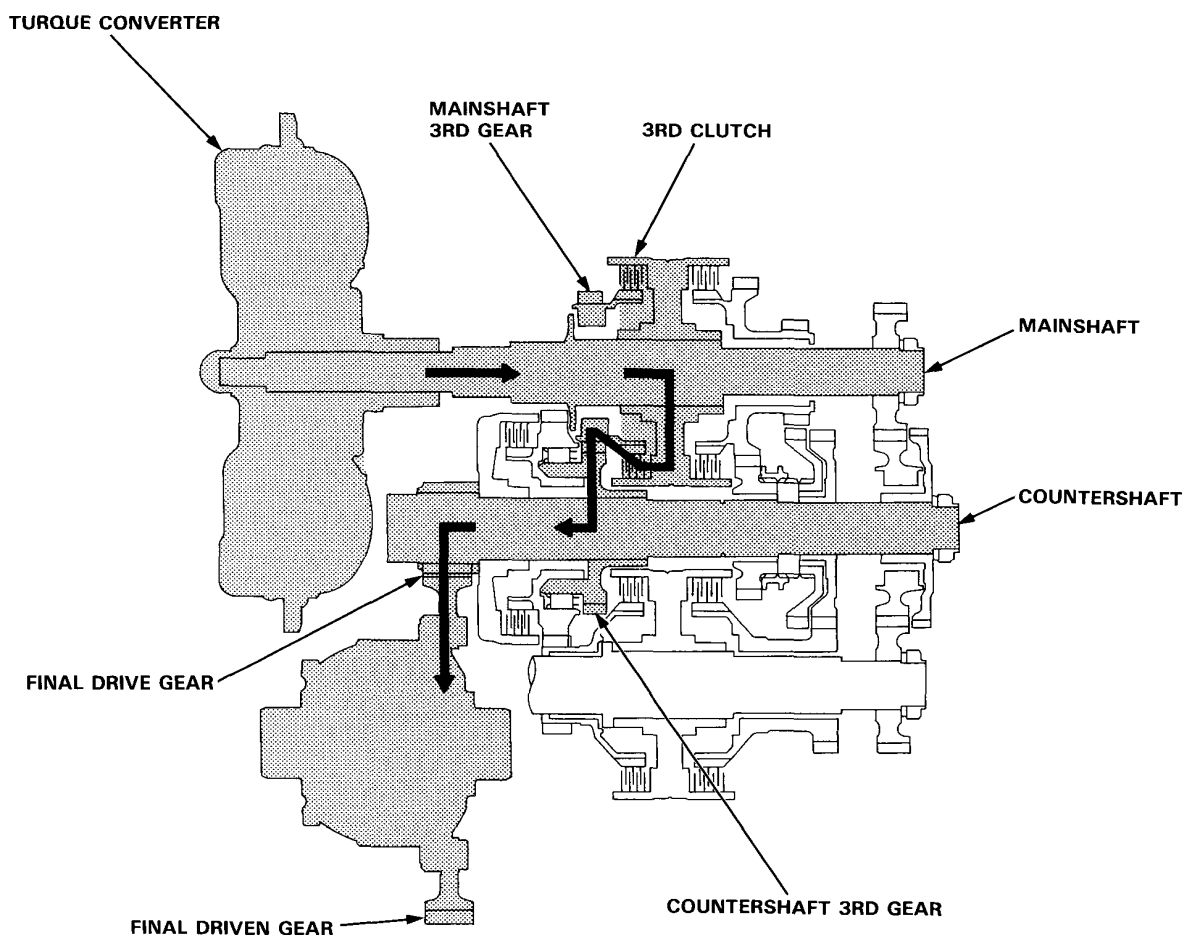 TURQUE CONVERTER
MAINSHAFT
3RD GEAR
3RD CLUTCH
MAINSHAFT
COUNTERSHAFT
FINAL DRIVE GEAR
COUNTERSHAFT 3RD GEAR
FINAL DRIVEN GEAR